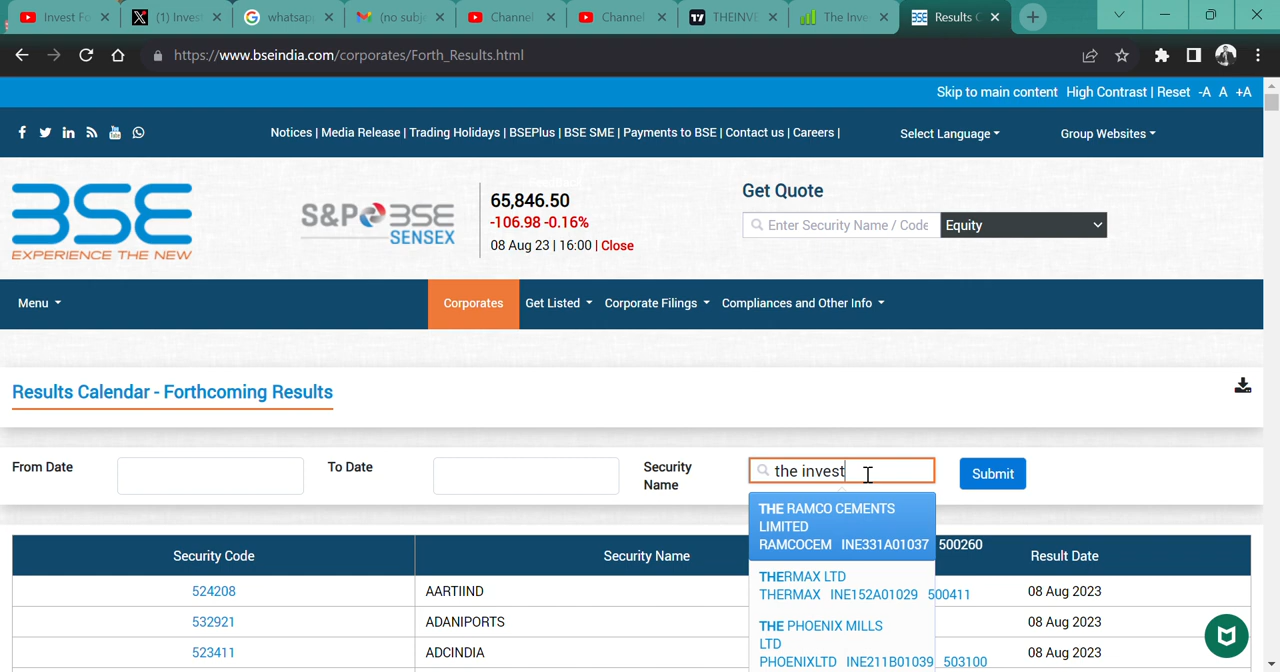 Invest Fo
(1) Invest
whatsap
(no subje
Channel
Channel
THEINVE
The Inve
Results C
https://www.bseindia.com/corporates/Forth_Results.html
Skip to main content High Contrast | Reset -A A +A
Notices | Media Release | Trading Holidays | BSEPlus | BSE SME | Payments to BSE | Contact us | Careers |
Select Language
Group Websites
BSE
EXPERIENCE THE NEW
S&P BSE
SENSEX
65,846.50
-106.98 -0.16%
08 Aug 23 | 16:00 | Close
Get Quote
Enter Security Name / Code
Equity
Menu
Corporates
Get Listed
Corporate Filings
Compliances and Other Info
Results Calendar - Forthcoming Results
From Date
To Date
Security
Name
the invest
Submit
THE RAMCO CEMENTS
LIMITED
RAMCOCEM INE331A01037 500260
THERMAX LTD
THERMAX INE152A01029 500411
THE PHOENIX MILLS
LTD
PHOENIXLTD INE211B01039 503100
Security Code Security Name Result Date
524208 AARTIIND 08 Aug 2023
532921 ADANIPORTS 08 Aug 2023
523411 ADCINDIA 08 Aug 2023